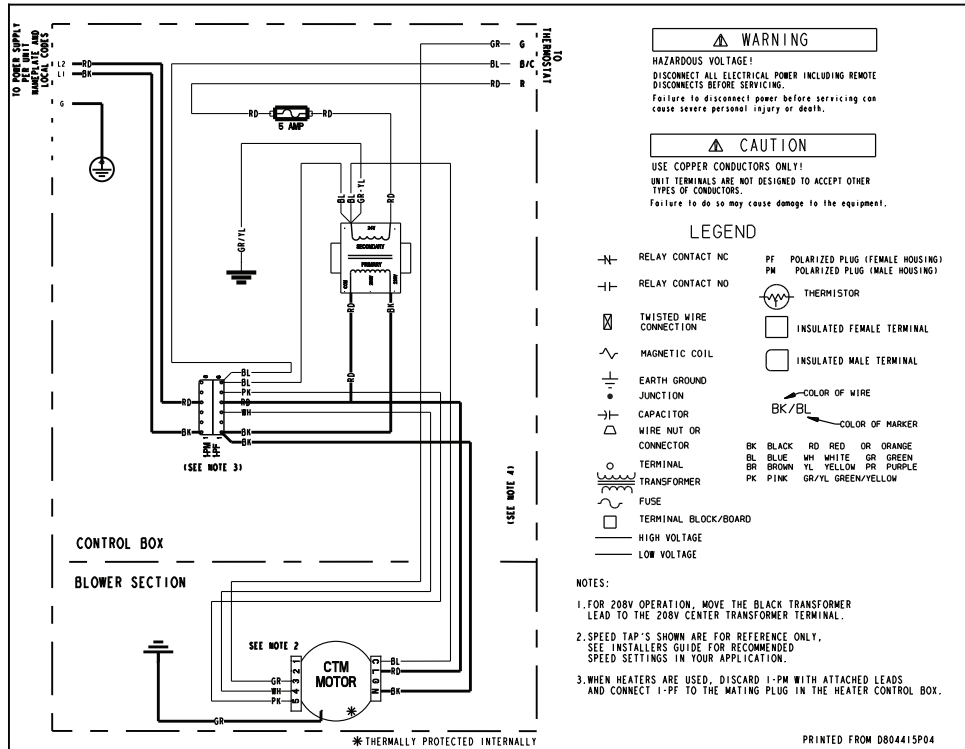 TO POWER SUPPLY
PER UNIT
NAMEPLATE AND
LOCAL CODES
L2
RD
L1
BK
G
GR
G
BL
B/C
RD
R
TO
THERMOSTAT
RD
RD
5 AMP
GR/YL
BL
BL
GR-YL
RD
24V
SECONDARY
PRIMARY
COM
208V
230V
RD
BK
RD
BL
BL
PK
RD
RD
WH
BK
BK
1-PM
1
1-PF
1
(SEE NOTE 3)
(SEE NOTE 4)
CONTROL BOX
BLOWER SECTION
SEE NOTE 2
CTM
MOTOR
1
2
3
4
5
GR
WH
PK
C
L
G
N
BL
RD
BK
GR
✳ THERMALLY PROTECTED INTERNALLY
⚠ WARNING
HAZARDOUS VOLTAGE!
DISCONNECT ALL ELECTRICAL POWER INCLUDING REMOTE
DISCONNECTS BEFORE SERVICING.
Failure to disconnect power before servicing can
cause severe personal injury or death.
⚠ CAUTION
USE COPPER CONDUCTORS ONLY!
UNIT TERMINALS ARE NOT DESIGNED TO ACCEPT OTHER
TYPES OF CONDUCTORS.
Failure to do so may cause damage to the equipment.
LEGEND
RELAY CONTACT NC
RELAY CONTACT NO
TWISTED WIRE
CONNECTION
MAGNETIC COIL
EARTH GROUND
JUNCTION
CAPACITOR
WIRE NUT OR
CONNECTOR
TERMINAL
TRANSFORMER
FUSE
TERMINAL BLOCK/BOARD
HIGH VOLTAGE
LOW VOLTAGE
PF POLARIZED PLUG (FEMALE HOUSING)
PM POLARIZED PLUG (MALE HOUSING)
THERMISTOR
INSULATED FEMALE TERMINAL
INSULATED MALE TERMINAL
COLOR OF WIRE
BK/BL
COLOR OF MARKER
BK BLACK RD RED OR ORANGE
BL BLUE WH WHITE GR GREEN
BR BROWN YL YELLOW PR PURPLE
PK PINK GR/YL GREEN/YELLOW
NOTES:
1.FOR 208V OPERATION, MOVE THE BLACK TRANSFORMER
LEAD TO THE 208V CENTER TRANSFORMER TERMINAL.
2.SPEED TAP'S SHOWN ARE FOR REFERENCE ONLY,
SEE INSTALLERS GUIDE FOR RECOMMENDED
SPEED SETTINGS IN YOUR APPLICATION.
3.WHEN HEATERS ARE USED, DISCARD 1-PM WITH ATTACHED LEADS
AND CONNECT 1-PF TO THE MATING PLUG IN THE HEATER CONTROL BOX.
PRINTED FROM D804415P04